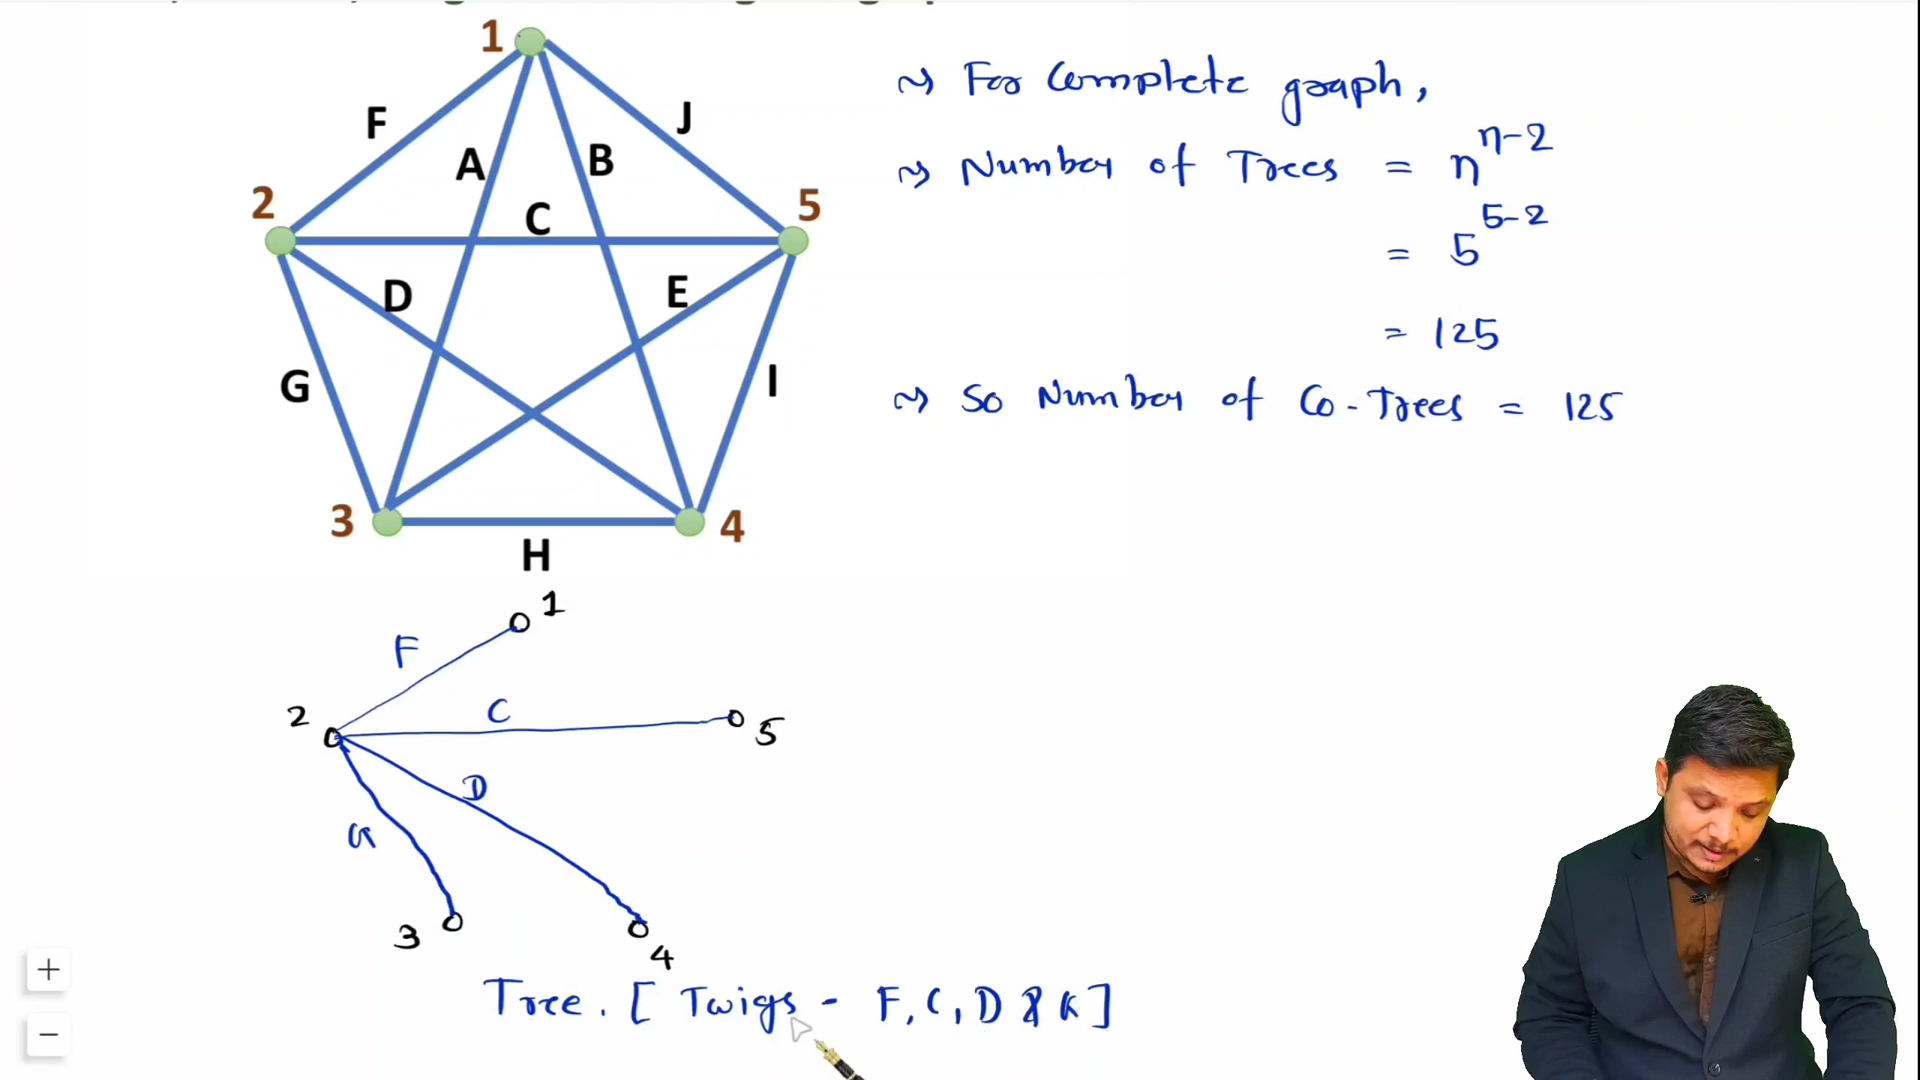 1
F
J
A
B
2
C
5
D
E
G
I
3
4
H
~> For Complete graph,
~> Number of Trees = n^(n-2)
= 5^(5-2)
= 125
~> So Number of Co-Trees = 125
1
F
2
C
5
D
G
3
4
Tree. [ Twigs - F, C, D & G ]
+
−